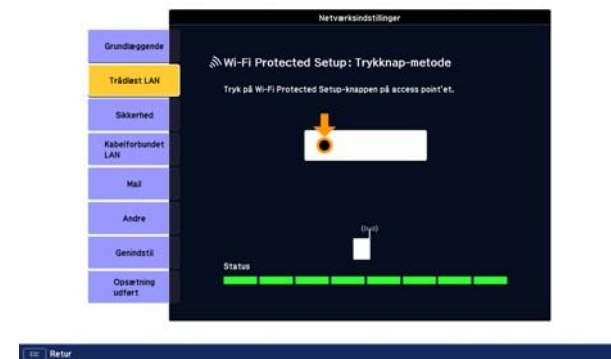 Netværksindstillinger
Grundlæggende
Trådløst LAN
Sikkerhed
Kabelforbundet
LAN
Mail
Andre
Genindstil
Opsætning
udført
Wi-Fi Protected Setup: Trykknap-metode
Tryk på Wi-Fi Protected Setup-knappen på access point'et.
Status
Esc Retur